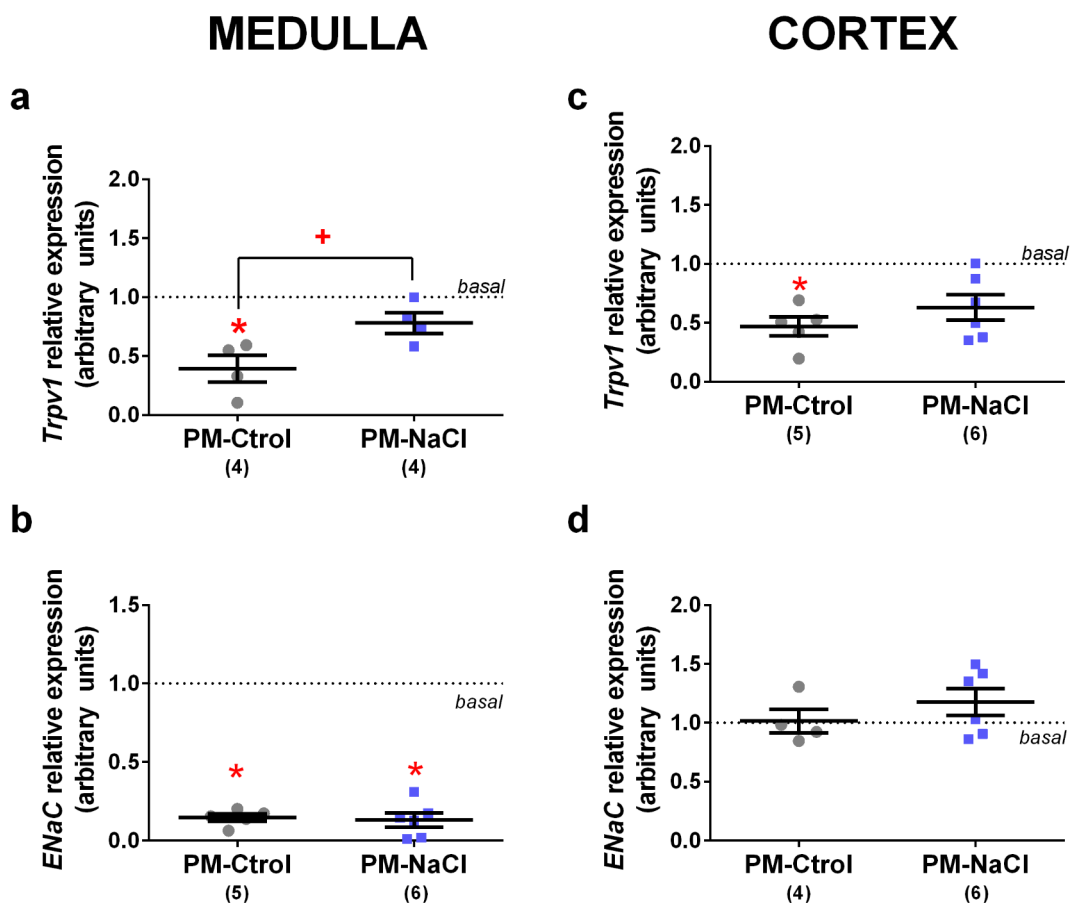 MEDULLA
CORTEX
a
Trpv1 relative expression
(arbitrary units)
2.0
1.5
1.0
0.5
0.0
+
basal
*
PM-Ctrol
(4)
PM-NaCl
(4)
c
Trpv1 relative expression
(arbitrary units)
2.0
1.5
1.0
0.5
0.0
basal
*
PM-Ctrol
(5)
PM-NaCl
(6)
b
ENaC relative expression
(arbitrary units)
1.5
1.0
0.5
0.0
basal
*
*
PM-Ctrol
(5)
PM-NaCl
(6)
d
ENaC relative expression
(arbitrary units)
2.0
1.5
1.0
0.5
0.0
basal
PM-Ctrol
(4)
PM-NaCl
(6)